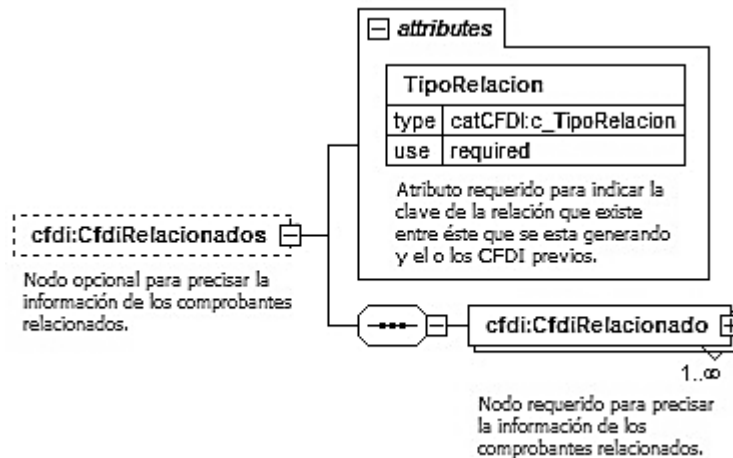 attributes
TipoRelacion
type catCFDI:c_TipoRelacion
use required
Atributo requerido para indicar la
clave de la relación que existe
entre éste que se esta generando
y el o los CFDI previos.
cfdi:CfdiRelacionados
Nodo opcional para precisar la
información de los comprobantes
relacionados.
cfdi:CfdiRelacionado
1..∞
Nodo requerido para precisar
la información de los
comprobantes relacionados.